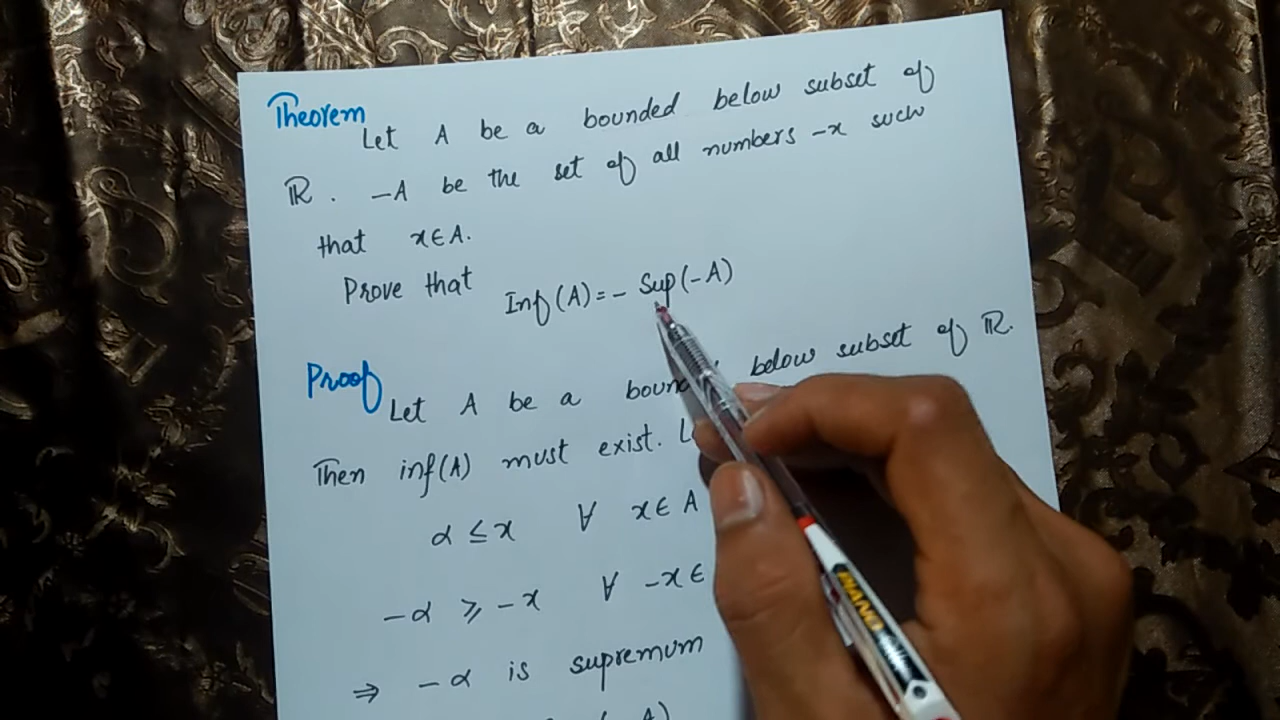 Theorem
Let A be a bounded below subset of
ℝ. -A be the set of all numbers -x such
that x∈A.
Prove that
Inf(A) = - Sup(-A)
Proof
Let A be a below subset of ℝ.
Then inf(A) must exist.
α ≤ x ∀ x∈ A
-α ≥ -x ∀ -x∈
⇒ -α is supremum
A)
PIANO